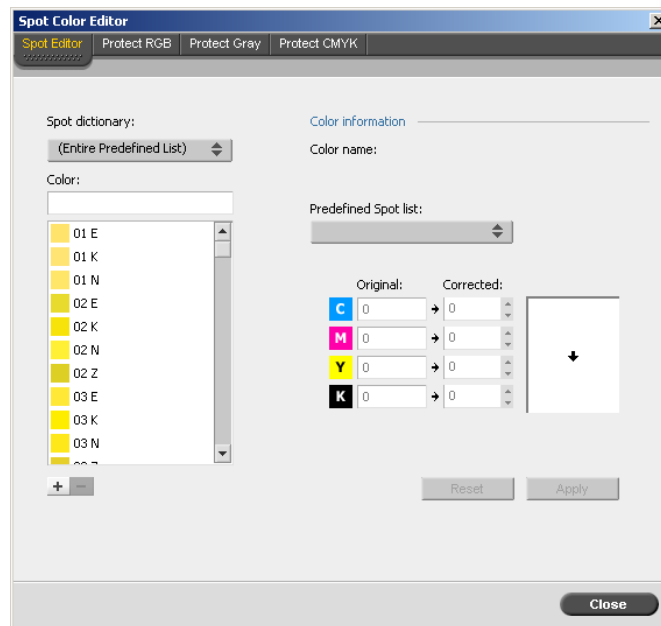 Spot Color Editor
Spot Editor Protect RGB Protect Gray Protect CMYK
Spot dictionary:
(Entire Predefined List)
Color:
01 E
01 K
01 N
02 E
02 K
02 N
02 Z
03 E
03 K
03 N
+ −
Color information
Color name:
Predefined Spot list:
Original: Corrected:
C 0 → 0
M 0 → 0
Y 0 → 0
K 0 → 0
Reset Apply
Close